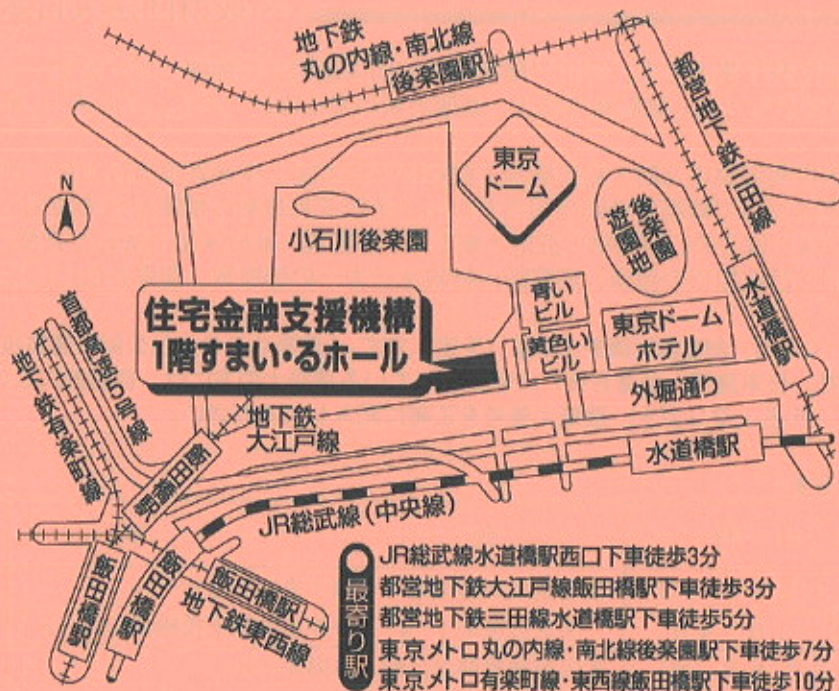 地下鉄
丸の内線・南北線
後楽園駅
都営地下鉄三田線
N
東京
ドーム
後楽園
遊園地
小石川後楽園
水道橋駅
青い
ビル
黄色い
ビル
東京ドーム
ホテル
住宅金融支援機構
1階すまい・るホール
首都高速5号線
地下鉄有楽町線
外堀通り
地下鉄
大江戸線
飯田橋駅
水道橋駅
JR総武線(中央線)
飯田橋駅
飯田橋駅
飯田橋駅
地下鉄東西線
最寄り駅
JR総武線水道橋駅西口下車徒歩3分
都営地下鉄大江戸線飯田橋駅下車徒歩3分
都営地下鉄三田線水道橋駅下車徒歩5分
東京メトロ丸の内線・南北線後楽園駅下車徒歩7分
東京メトロ有楽町線・東西線飯田橋駅下車徒歩10分